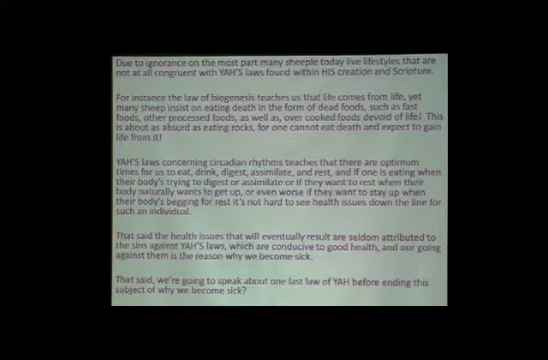 Due to ignorance on the most part many sheeple today live lifestyles that are
not at all congruent with YAH'S laws found within HIS creation and Scripture.
For instance the law of biogenesis teaches us that life comes from life, yet
many sheep insist on eating death in the form of dead foods, such as fast
foods, other processed foods, as well as, over cooked foods devoid of life! This
is about as absurd as eating rocks, for one cannot eat death and expect to gain
life from it!
YAH'S laws concerning circadian rhythms teaches that there are optimum
times for us to eat, drink, digest, assimilate, and rest, and if one is eating when
their body's trying to digest or assimilate or if they want to rest when their
body naturally wants to get up, or even worse if they want to stay up when
their body's begging for rest it's not hard to see health issues down the line for
such an individual.
That said the health issues that will eventually result are seldom attributed to
the sins against YAH'S laws, which are conducive to good health, and our going
against them is the reason why we become sick.
That said, we're going to speak about one last law of YAH before ending this
subject of why we become sick?